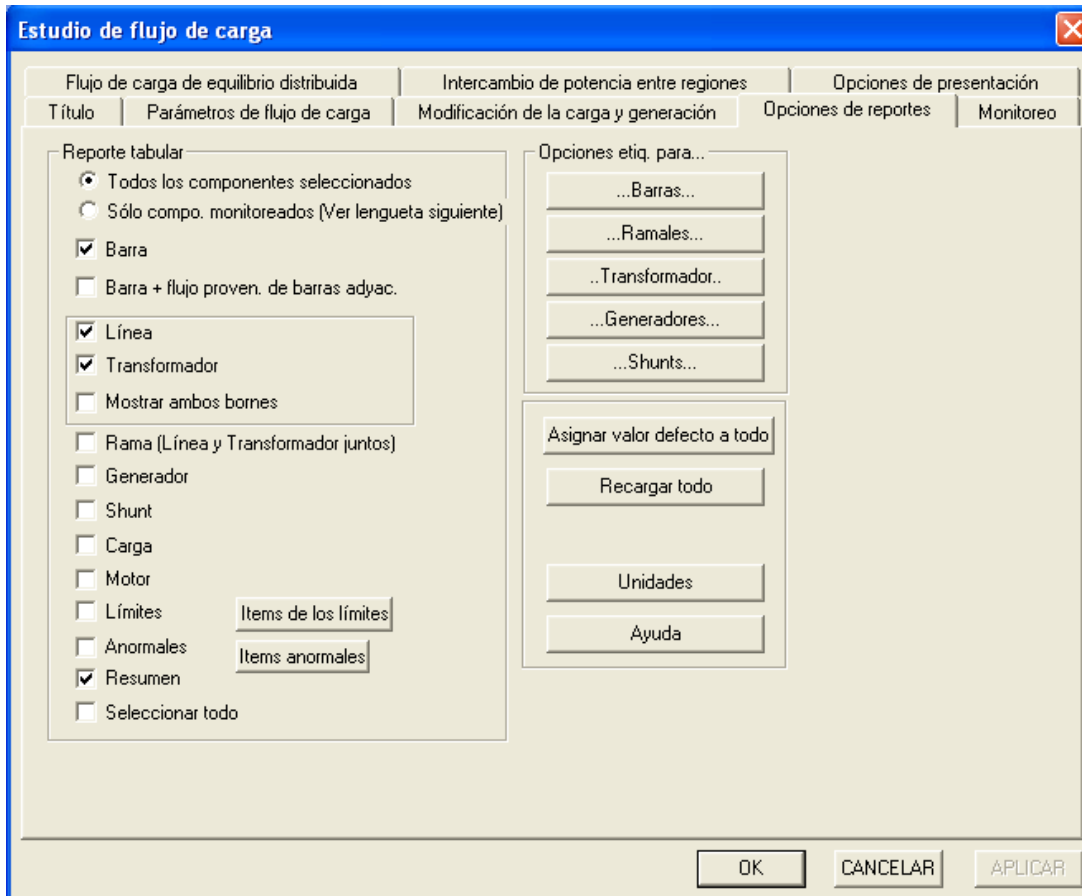 Estudio de flujo de carga
Flujo de carga de equilibrio distribuida
Intercambio de potencia entre regiones
Opciones de presentación
Título
Parámetros de flujo de carga
Modificación de la carga y generación
Opciones de reportes
Monitoreo
Reporte tabular
Todos los componentes seleccionados
Sólo compo. monitoreados (Ver lengueta siguiente)
Barra
Barra + flujo proven. de barras adyac.
Línea
Transformador
Mostrar ambos bornes
Rama (Línea y Transformador juntos)
Generador
Shunt
Carga
Motor
Límites
Items de los límites
Anormales
Items anormales
Resumen
Seleccionar todo
Opciones etiq. para...
...Barras...
...Ramales...
..Transformador..
...Generadores...
...Shunts...
Asignar valor defecto a todo
Recargar todo
Unidades
Ayuda
OK
CANCELAR
APLICAR